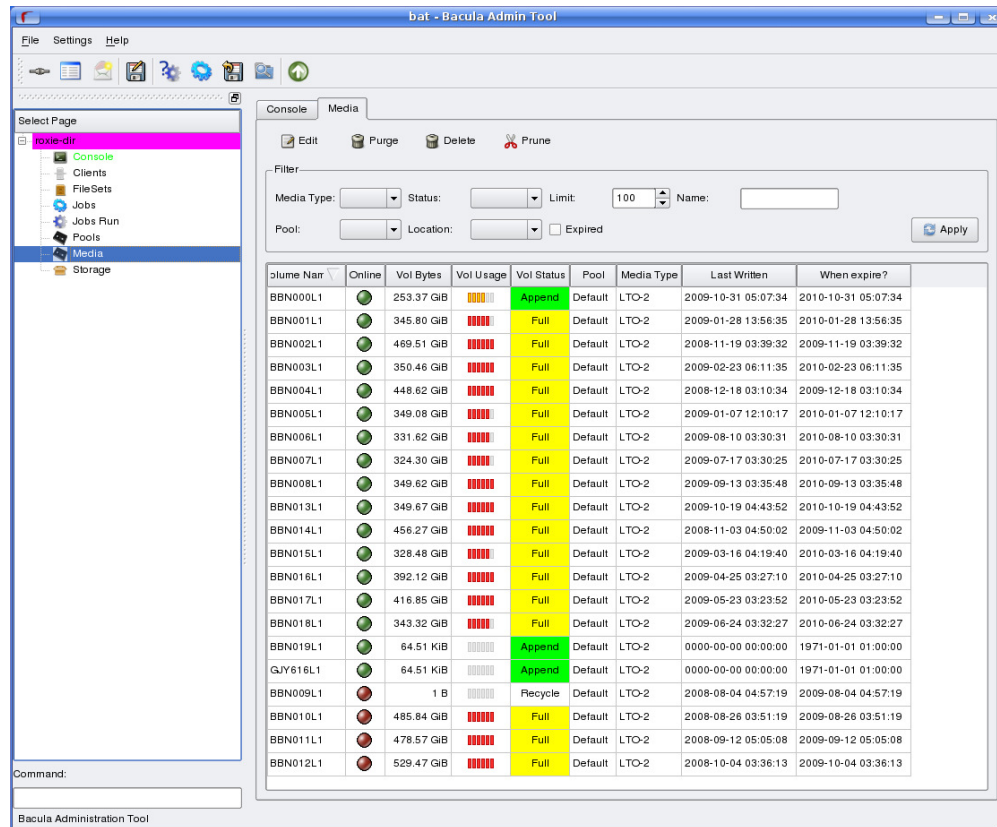 bat - Bacula Admin Tool
File Settings Help
Select Page
roxie-dir
Console
Clients
FileSets
Jobs
Jobs Run
Pools
Media
Storage
Command:
Bacula Administration Tool
Console Media
Edit Purge Delete Prune
Filter
Media Type: Status: Limit: 100 Name:
Pool: Location: Expired Apply
olume Nam Online Vol Bytes Vol Usage Vol Status Pool Media Type Last Written When expire?
BBN000L1 253.37 GiB Append Default LTO-2 2009-10-31 05:07:34 2010-10-31 05:07:34
BBN001L1 345.80 GiB Full Default LTO-2 2009-01-28 13:56:35 2010-01-28 13:56:35
BBN002L1 469.51 GiB Full Default LTO-2 2008-11-19 03:39:32 2009-11-19 03:39:32
BBN003L1 350.46 GiB Full Default LTO-2 2009-02-23 06:11:35 2010-02-23 06:11:35
BBN004L1 448.62 GiB Full Default LTO-2 2008-12-18 03:10:34 2009-12-18 03:10:34
BBN005L1 349.08 GiB Full Default LTO-2 2009-01-07 12:10:17 2010-01-07 12:10:17
BBN006L1 331.62 GiB Full Default LTO-2 2009-08-10 03:30:31 2010-08-10 03:30:31
BBN007L1 324.30 GiB Full Default LTO-2 2009-07-17 03:30:25 2010-07-17 03:30:25
BBN008L1 349.62 GiB Full Default LTO-2 2009-09-13 03:35:48 2010-09-13 03:35:48
BBN013L1 349.67 GiB Full Default LTO-2 2009-10-19 04:43:52 2010-10-19 04:43:52
BBN014L1 456.27 GiB Full Default LTO-2 2008-11-03 04:50:02 2009-11-03 04:50:02
BBN015L1 328.48 GiB Full Default LTO-2 2009-03-16 04:19:40 2010-03-16 04:19:40
BBN016L1 392.12 GiB Full Default LTO-2 2009-04-25 03:27:10 2010-04-25 03:27:10
BBN017L1 416.85 GiB Full Default LTO-2 2009-05-23 03:23:52 2010-05-23 03:23:52
BBN018L1 343.32 GiB Full Default LTO-2 2009-06-24 03:32:27 2010-06-24 03:32:27
BBN019L1 64.51 KiB Append Default LTO-2 0000-00-00 00:00:00 1971-01-01 01:00:00
GJY616L1 64.51 KiB Append Default LTO-2 0000-00-00 00:00:00 1971-01-01 01:00:00
BBN009L1 1 B Recycle Default LTO-2 2008-08-04 04:57:19 2009-08-04 04:57:19
BBN010L1 485.84 GiB Full Default LTO-2 2008-08-26 03:51:19 2009-08-26 03:51:19
BBN011L1 478.57 GiB Full Default LTO-2 2008-09-12 05:05:08 2009-09-12 05:05:08
BBN012L1 529.47 GiB Full Default LTO-2 2008-10-04 03:36:13 2009-10-04 03:36:13